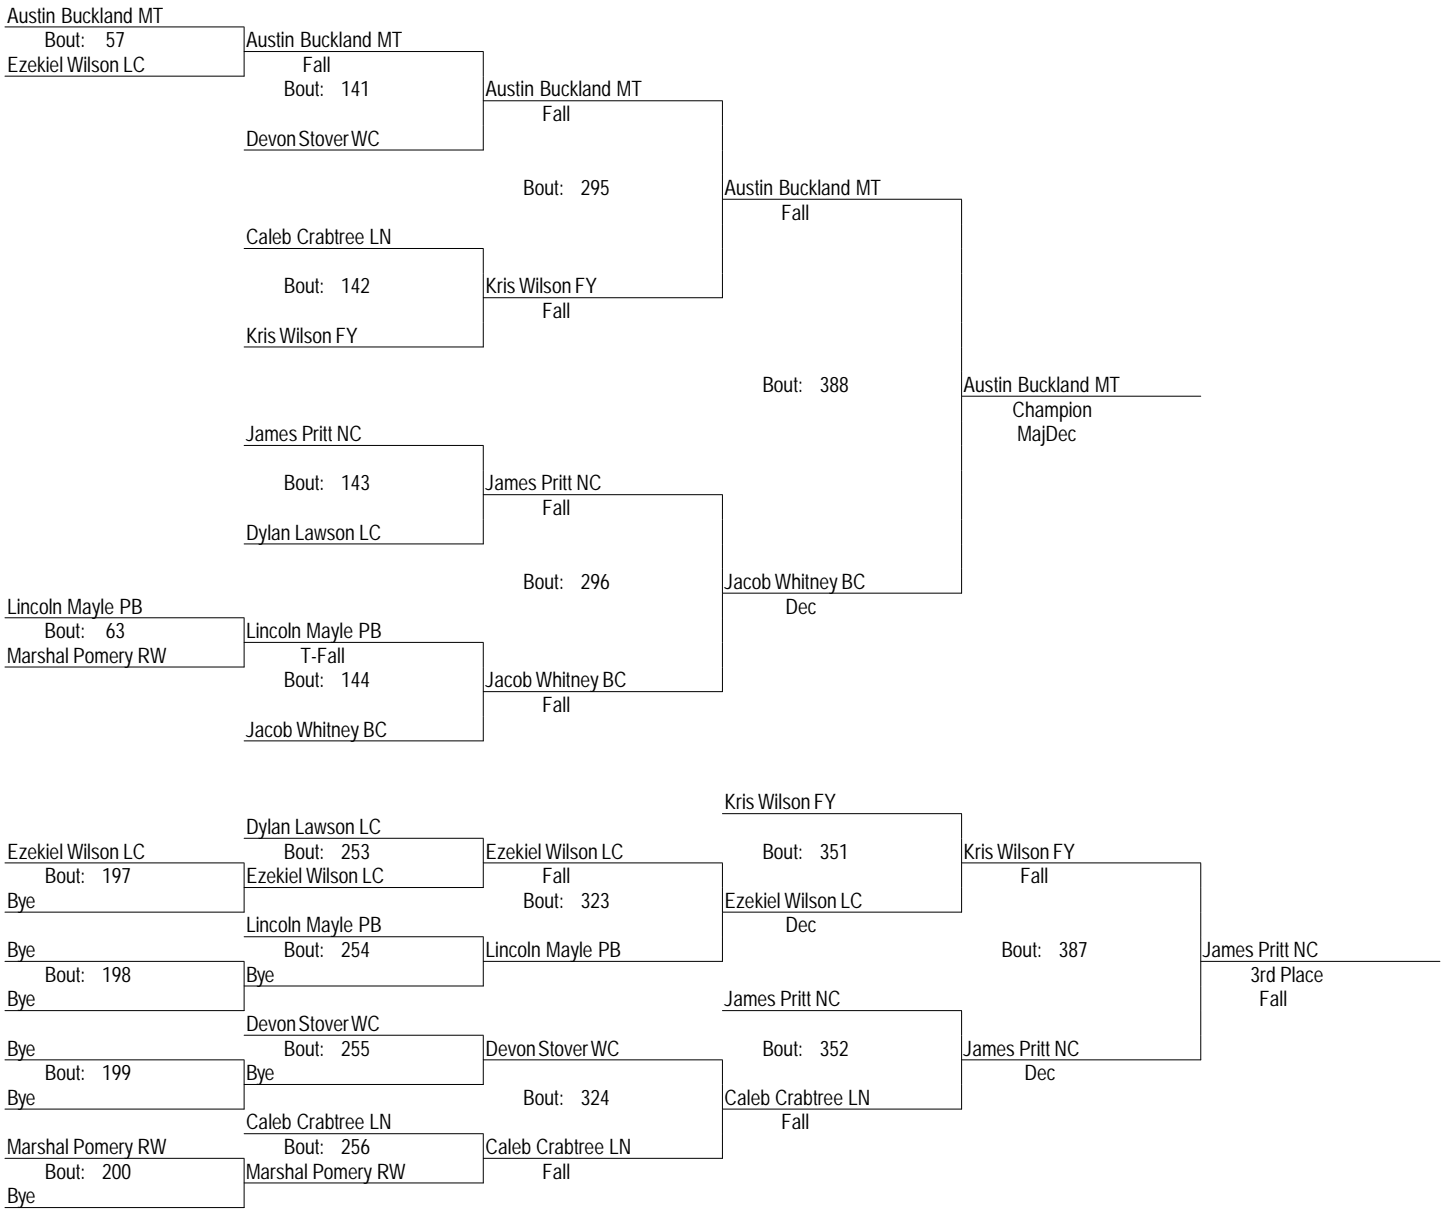 Austin Buckland MT
Bout: 57
Austin Buckland MT
Ezekiel Wilson LC
Fall
Bout: 141
Austin Buckland MT
Fall
Devon Stover WC
Bout: 295
Austin Buckland MT
Fall
Caleb Crabtree LN
Bout: 142
Kris Wilson FY
Fall
Kris Wilson FY
Bout: 388
Austin Buckland MT
Champion
MajDec
James Pritt NC
Bout: 143
James Pritt NC
Fall
Dylan Lawson LC
Bout: 296
Jacob Whitney BC
Dec
Lincoln Mayle PB
Bout: 63
Lincoln Mayle PB
Marshal Pomery RW
T-Fall
Bout: 144
Jacob Whitney BC
Fall
Jacob Whitney BC
Kris Wilson FY
Dylan Lawson LC
Ezekiel Wilson LC
Bout: 253
Ezekiel Wilson LC
Bout: 351
Kris Wilson FY
Bout: 197
Ezekiel Wilson LC
Fall
Fall
Bye
Bout: 323
Ezekiel Wilson LC
Dec
Lincoln Mayle PB
Bye
Bout: 254
Lincoln Mayle PB
Bout: 387
James Pritt NC
Bout: 198
Bye
3rd Place
Bye
James Pritt NC
Fall
Devon Stover WC
Bye
Bout: 255
Devon Stover WC
Bout: 352
James Pritt NC
Bout: 199
Bye
Dec
Bye
Bout: 324
Caleb Crabtree LN
Fall
Caleb Crabtree LN
Marshal Pomery RW
Bout: 256
Caleb Crabtree LN
Bout: 200
Marshal Pomery RW
Fall
Bye